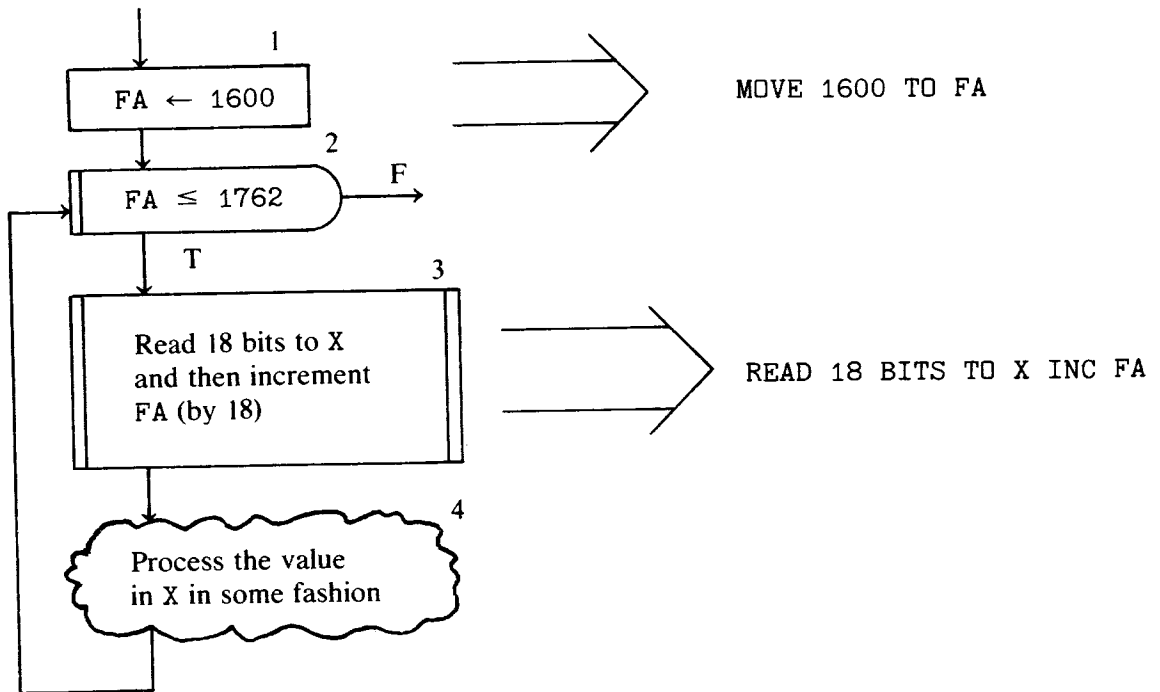 1
FA ← 1600
MOVE 1600 TO FA
2
FA ≤ 1762
F
T
3
Read 18 bits to X
and then increment
FA (by 18)
READ 18 BITS TO X INC FA
4
Process the value
in X in some fashion